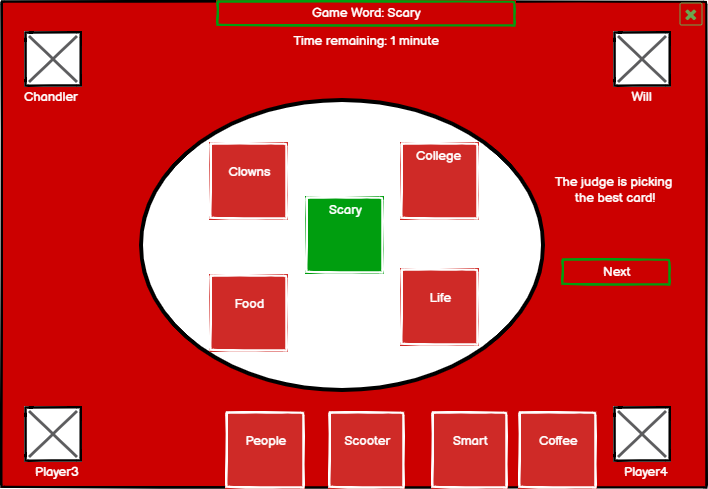 Game Word: Scary
Time remaining: 1 minute
Chandler
Will
Clowns
College
Scary
The judge is picking
the best card!
Next
Food
Life
Player3
People
Scooter
Smart
Coffee
Player4